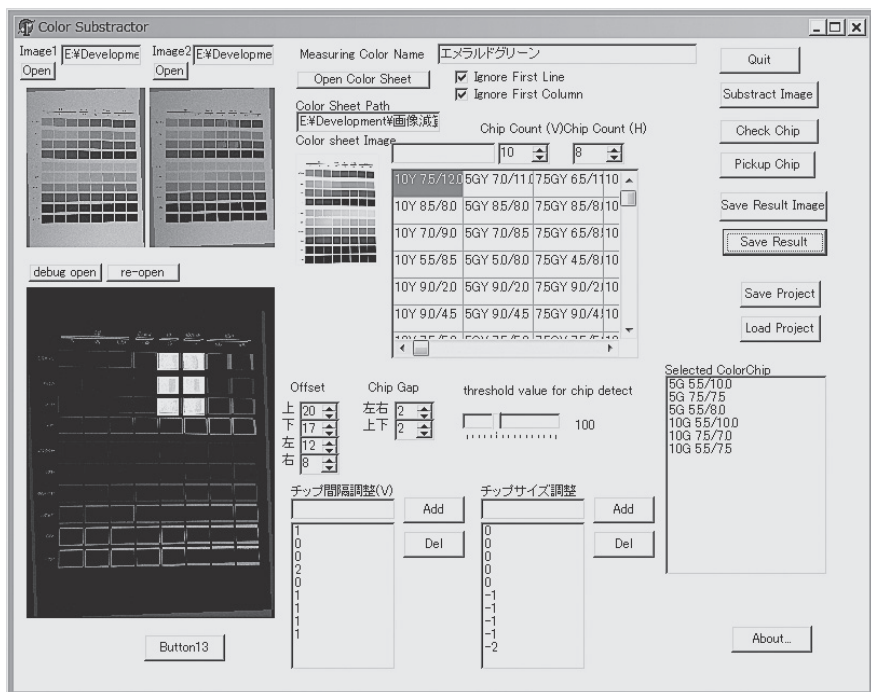 Color Substractor
Image1 E:¥Developme
Open
Image2 E:¥Developme
Open
debug open re-open
Button13
Measuring Color Name エメラルドグリーン
Open Color Sheet
Ignore First Line
Ignore First Column
Color Sheet Path
E:¥Development¥画像減
Color sheet Image
Chip Count (V) Chip Count (H)
10 8
10Y 7.5/12.0 5GY 7.0/11.0 7.5GY 6.5/11 10
10Y 8.5/8.0 5GY 8.5/8.0 7.5GY 8.5/8. 10
10Y 7.0/9.0 5GY 7.0/8.5 7.5GY 6.5/8. 10
10Y 5.5/8.5 5GY 5.0/8.0 7.5GY 4.5/8. 10
10Y 9.0/2.0 5GY 9.0/2.0 7.5GY 9.0/2. 10
10Y 9.0/4.5 5GY 9.0/4.5 7.5GY 9.0/4. 10
Offset
上 20
下 17
左 12
右 8
Chip Gap
左右 2
上下 2
threshold value for chip detect
100
チップ間隔調整(V)
Add
Del
1
0
0
2
0
1
1
1
1
チップサイズ調整
Add
Del
0
0
0
0
0
-1
-1
-1
-1
-2
Quit
Substract Image
Check Chip
Pickup Chip
Save Result Image
Save Result
Save Project
Load Project
Selected ColorChip
5G 5.5/10.0
5G 7.5/7.5
5G 5.5/8.0
10G 5.5/10.0
10G 7.5/7.0
10G 5.5/7.5
About...